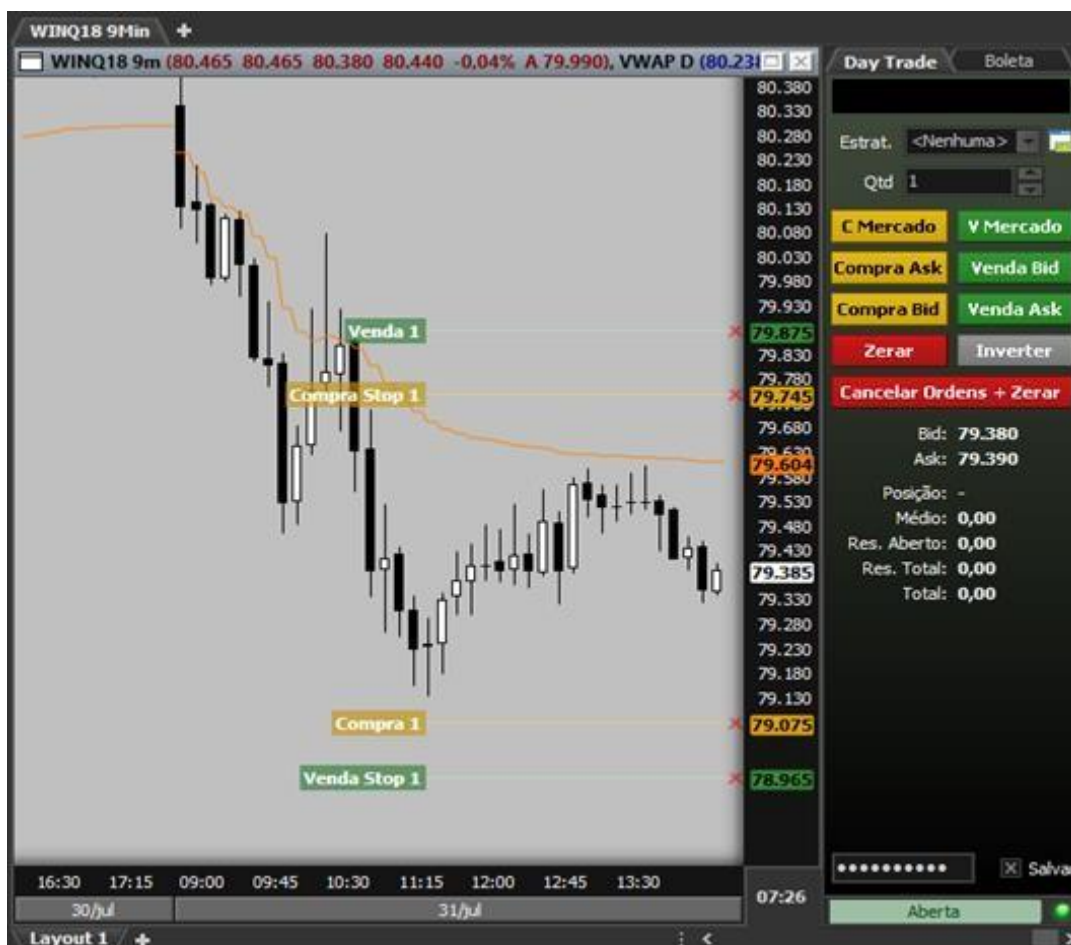 WINQ18 9Min
WINQ18 9m (80.465 80.465 80.380 80.440 -0,04% A 79.990), VWAP D (80.23
Day Trade
Boleta
Estrat. <Nenhuma>
Qtd 1
C Mercado V Mercado
Compra Ask Venda Bid
Compra Bid Venda Ask
Zerar Inverter
Cancelar Ordens + Zerar
Bid: 79.380
Ask: 79.390
Posição: -
Médio: 0,00
Res. Aberto: 0,00
Res. Total: 0,00
Total: 0,00
Salvar
Aberta
80.380
80.330
80.280
80.230
80.180
80.130
80.080
80.030
79.980
79.930
Venda 1 79.875
79.830
79.780
Compra Stop 1 79.745
79.680
79.604
79.580
79.530
79.480
79.430
79.385
79.330
79.280
79.230
79.180
79.130
Compra 1 79.075
Venda Stop 1 78.965
16:30 17:15 09:00 09:45 10:30 11:15 12:00 12:45 13:30
30/jul 31/jul
07:26
Layout 1